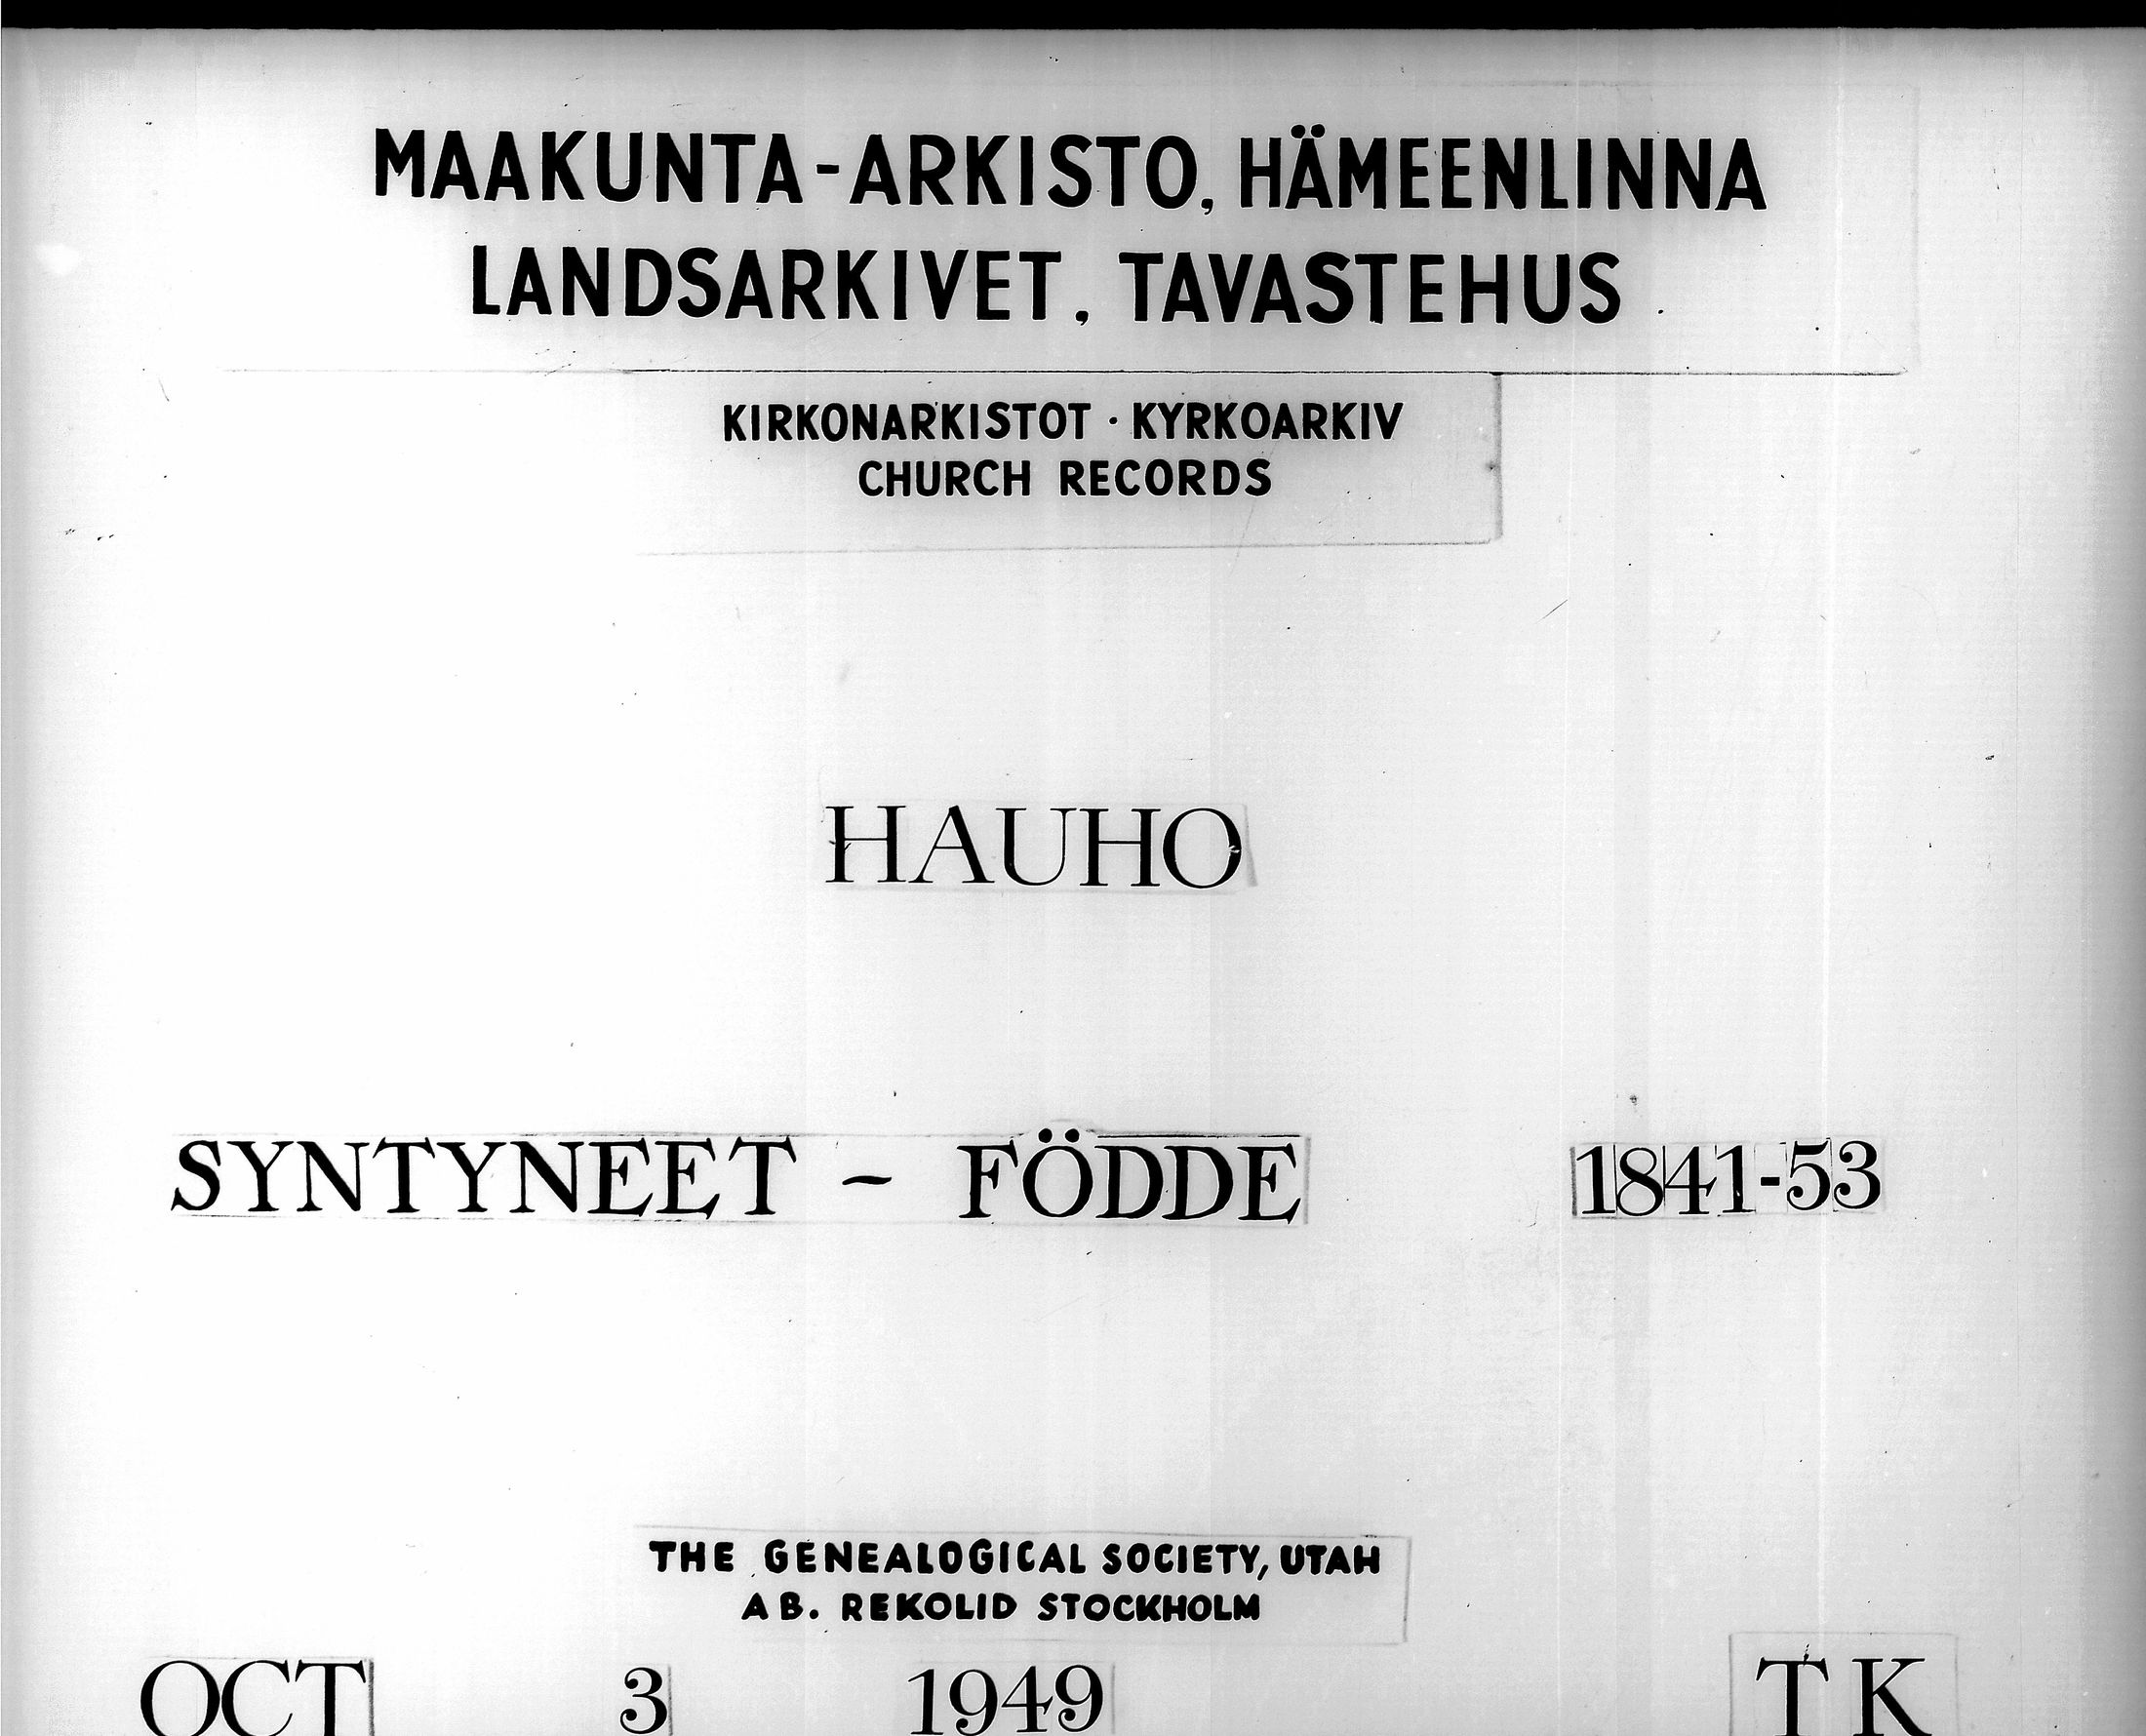 MAAKUNTA-ARKISTO, HÄMEENLINNA
LANDSARKIVET, TAVASTEHUS
KIRKONARKISTOT · KYRKOARKIV
CHURCH RECORDS
HAUHO
SYNTYNEET - FÖDDE 1841-53
THE GENEALOGICAL SOCIETY, UTAH
AB. REKOLID STOCKHOLM
OCT 3 1949 TK